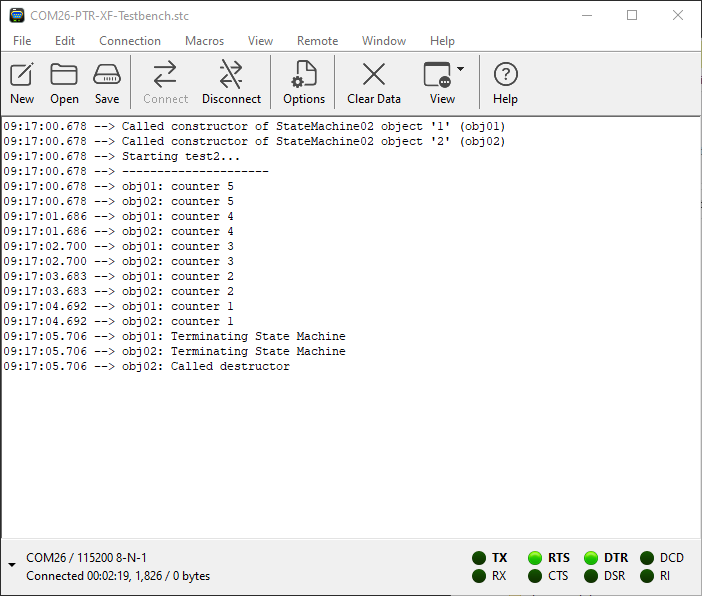 COM26-PTR-XF-Testbench.stc
File Edit Connection Macros View Remote Window Help
New Open Save Connect Disconnect Options Clear Data View Help
09:17:00.678 --> Called constructor of StateMachine02 object '1' (obj01)
09:17:00.678 --> Called constructor of StateMachine02 object '2' (obj02)
09:17:00.678 --> Starting test2...
09:17:00.678 --> ---------------------
09:17:00.678 --> obj01: counter 5
09:17:00.678 --> obj02: counter 5
09:17:01.686 --> obj01: counter 4
09:17:01.686 --> obj02: counter 4
09:17:02.700 --> obj01: counter 3
09:17:02.700 --> obj02: counter 3
09:17:03.683 --> obj01: counter 2
09:17:03.683 --> obj02: counter 2
09:17:04.692 --> obj01: counter 1
09:17:04.692 --> obj02: counter 1
09:17:05.706 --> obj01: Terminating State Machine
09:17:05.706 --> obj02: Terminating State Machine
09:17:05.706 --> obj02: Called destructor
COM26 / 115200 8-N-1 TX RTS DTR DCD
Connected 00:02:19, 1,826 / 0 bytes RX CTS DSR RI